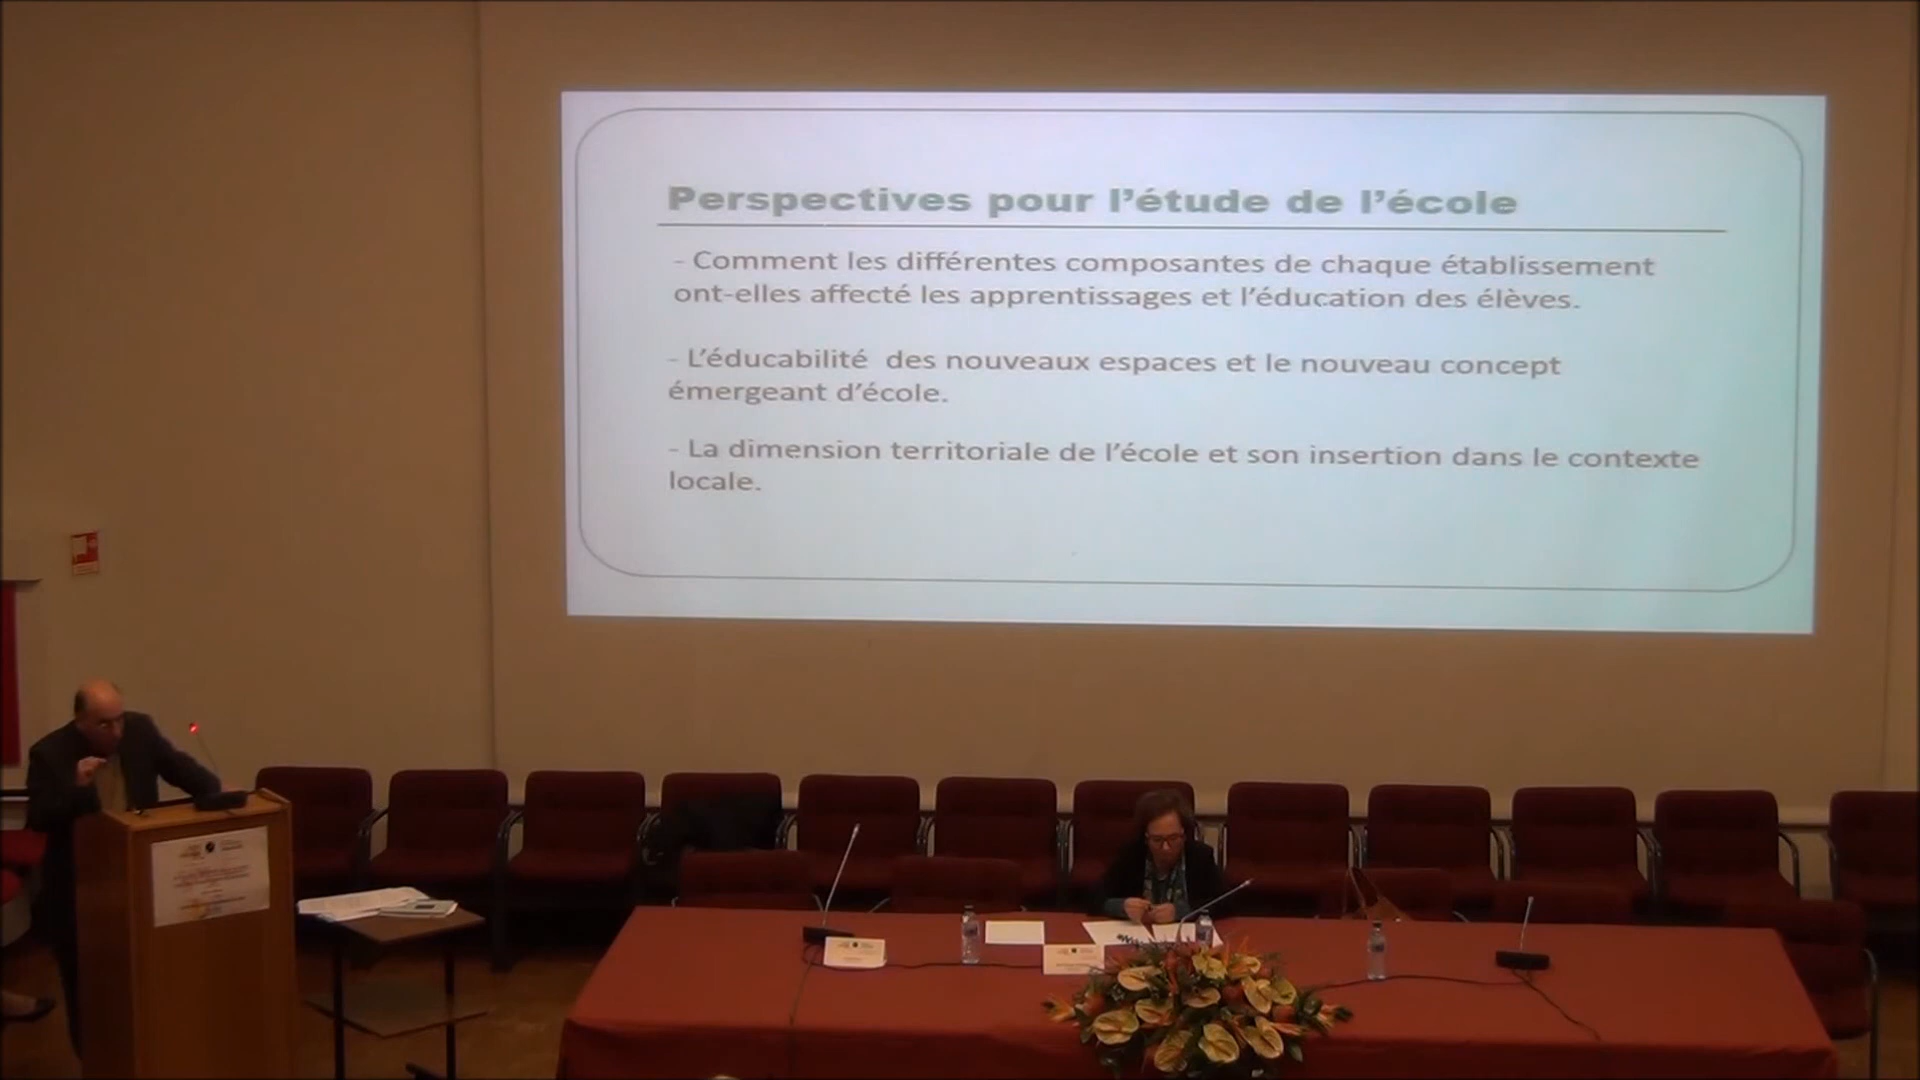 Perspectives pour l’étude de l’école
- Comment les différentes composantes de chaque établissement
ont-elles affecté les apprentissages et l’éducation des élèves.
- L’éducabilité des nouveaux espaces et le nouveau concept
émergeant d’école.
- La dimension territoriale de l’école et son insertion dans le contexte
locale.